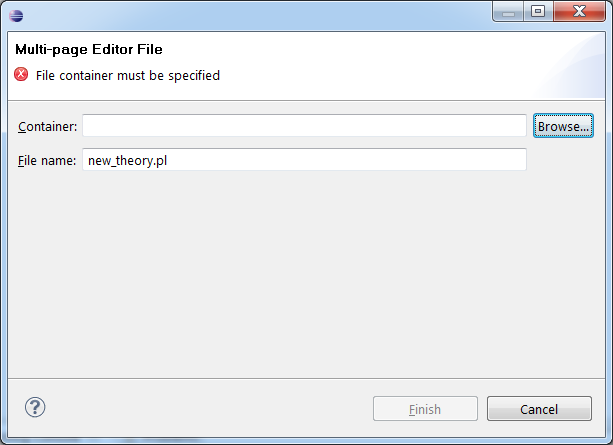 Multi-page Editor File
File container must be specified
Container:
Browse...
File name: new_theory.pl
?
Finish
Cancel